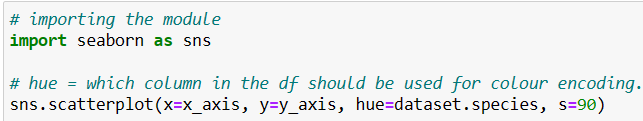 # importing the module
import seaborn as sns
# hue = which column in the df should be used for colour encoding.
sns.scatterplot(x=x_axis, y=y_axis, hue=dataset.species, s=90)